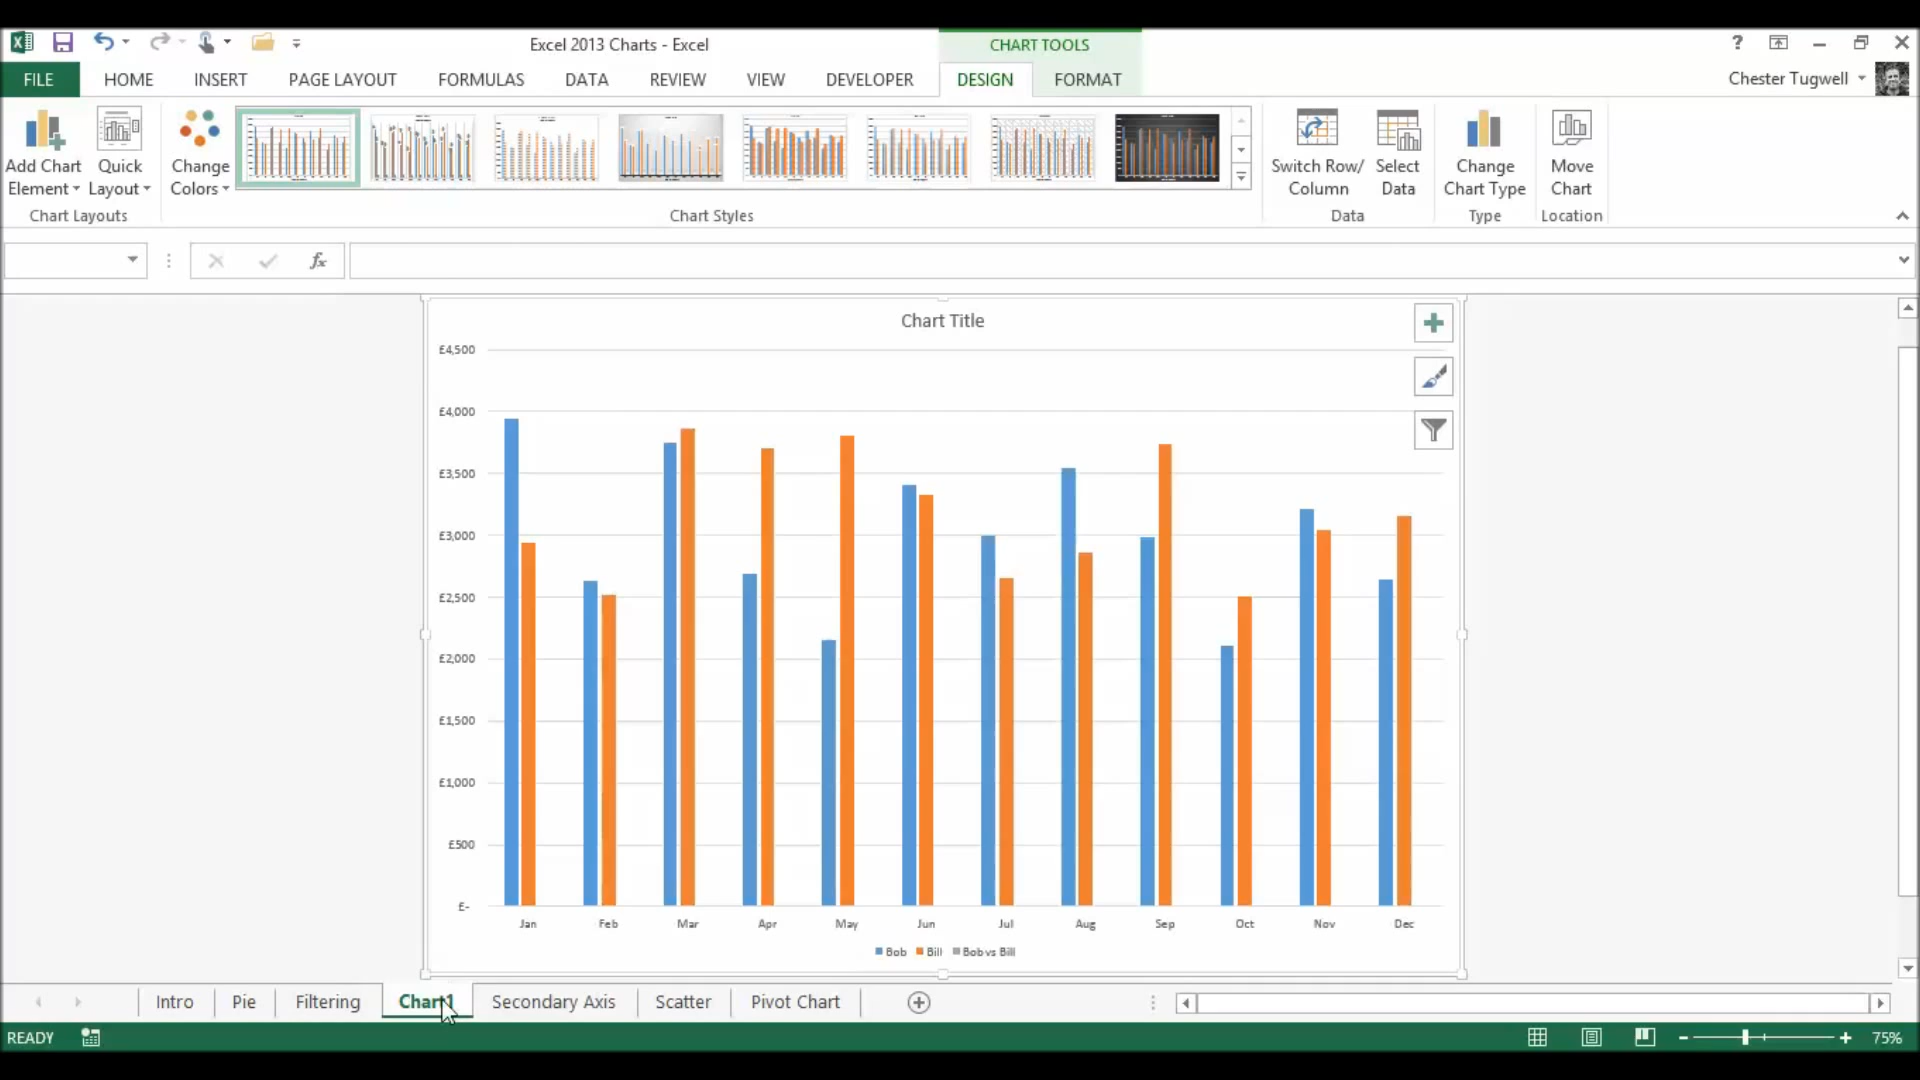 Excel 2013 Charts - Excel
CHART TOOLS
?
FILE HOME INSERT PAGE LAYOUT FORMULAS DATA REVIEW VIEW DEVELOPER DESIGN FORMAT Chester Tugwell
Add Chart Element
Quick Layout
Change Colors
Switch Row/ Column
Select Data
Change Chart Type
Move Chart
Chart Layouts
Chart Styles
Data
Type
Location
fx
Chart Title
£4,500
£4,000
£3,500
£3,000
£2,500
£2,000
£1,500
£1,000
£500
£-
Jan Feb Mar Apr May Jun Jul Aug Sep Oct Nov Dec
Bob Bill Bob vs Bill
Intro Pie Filtering Chart1 Secondary Axis Scatter Pivot Chart
READY
75%